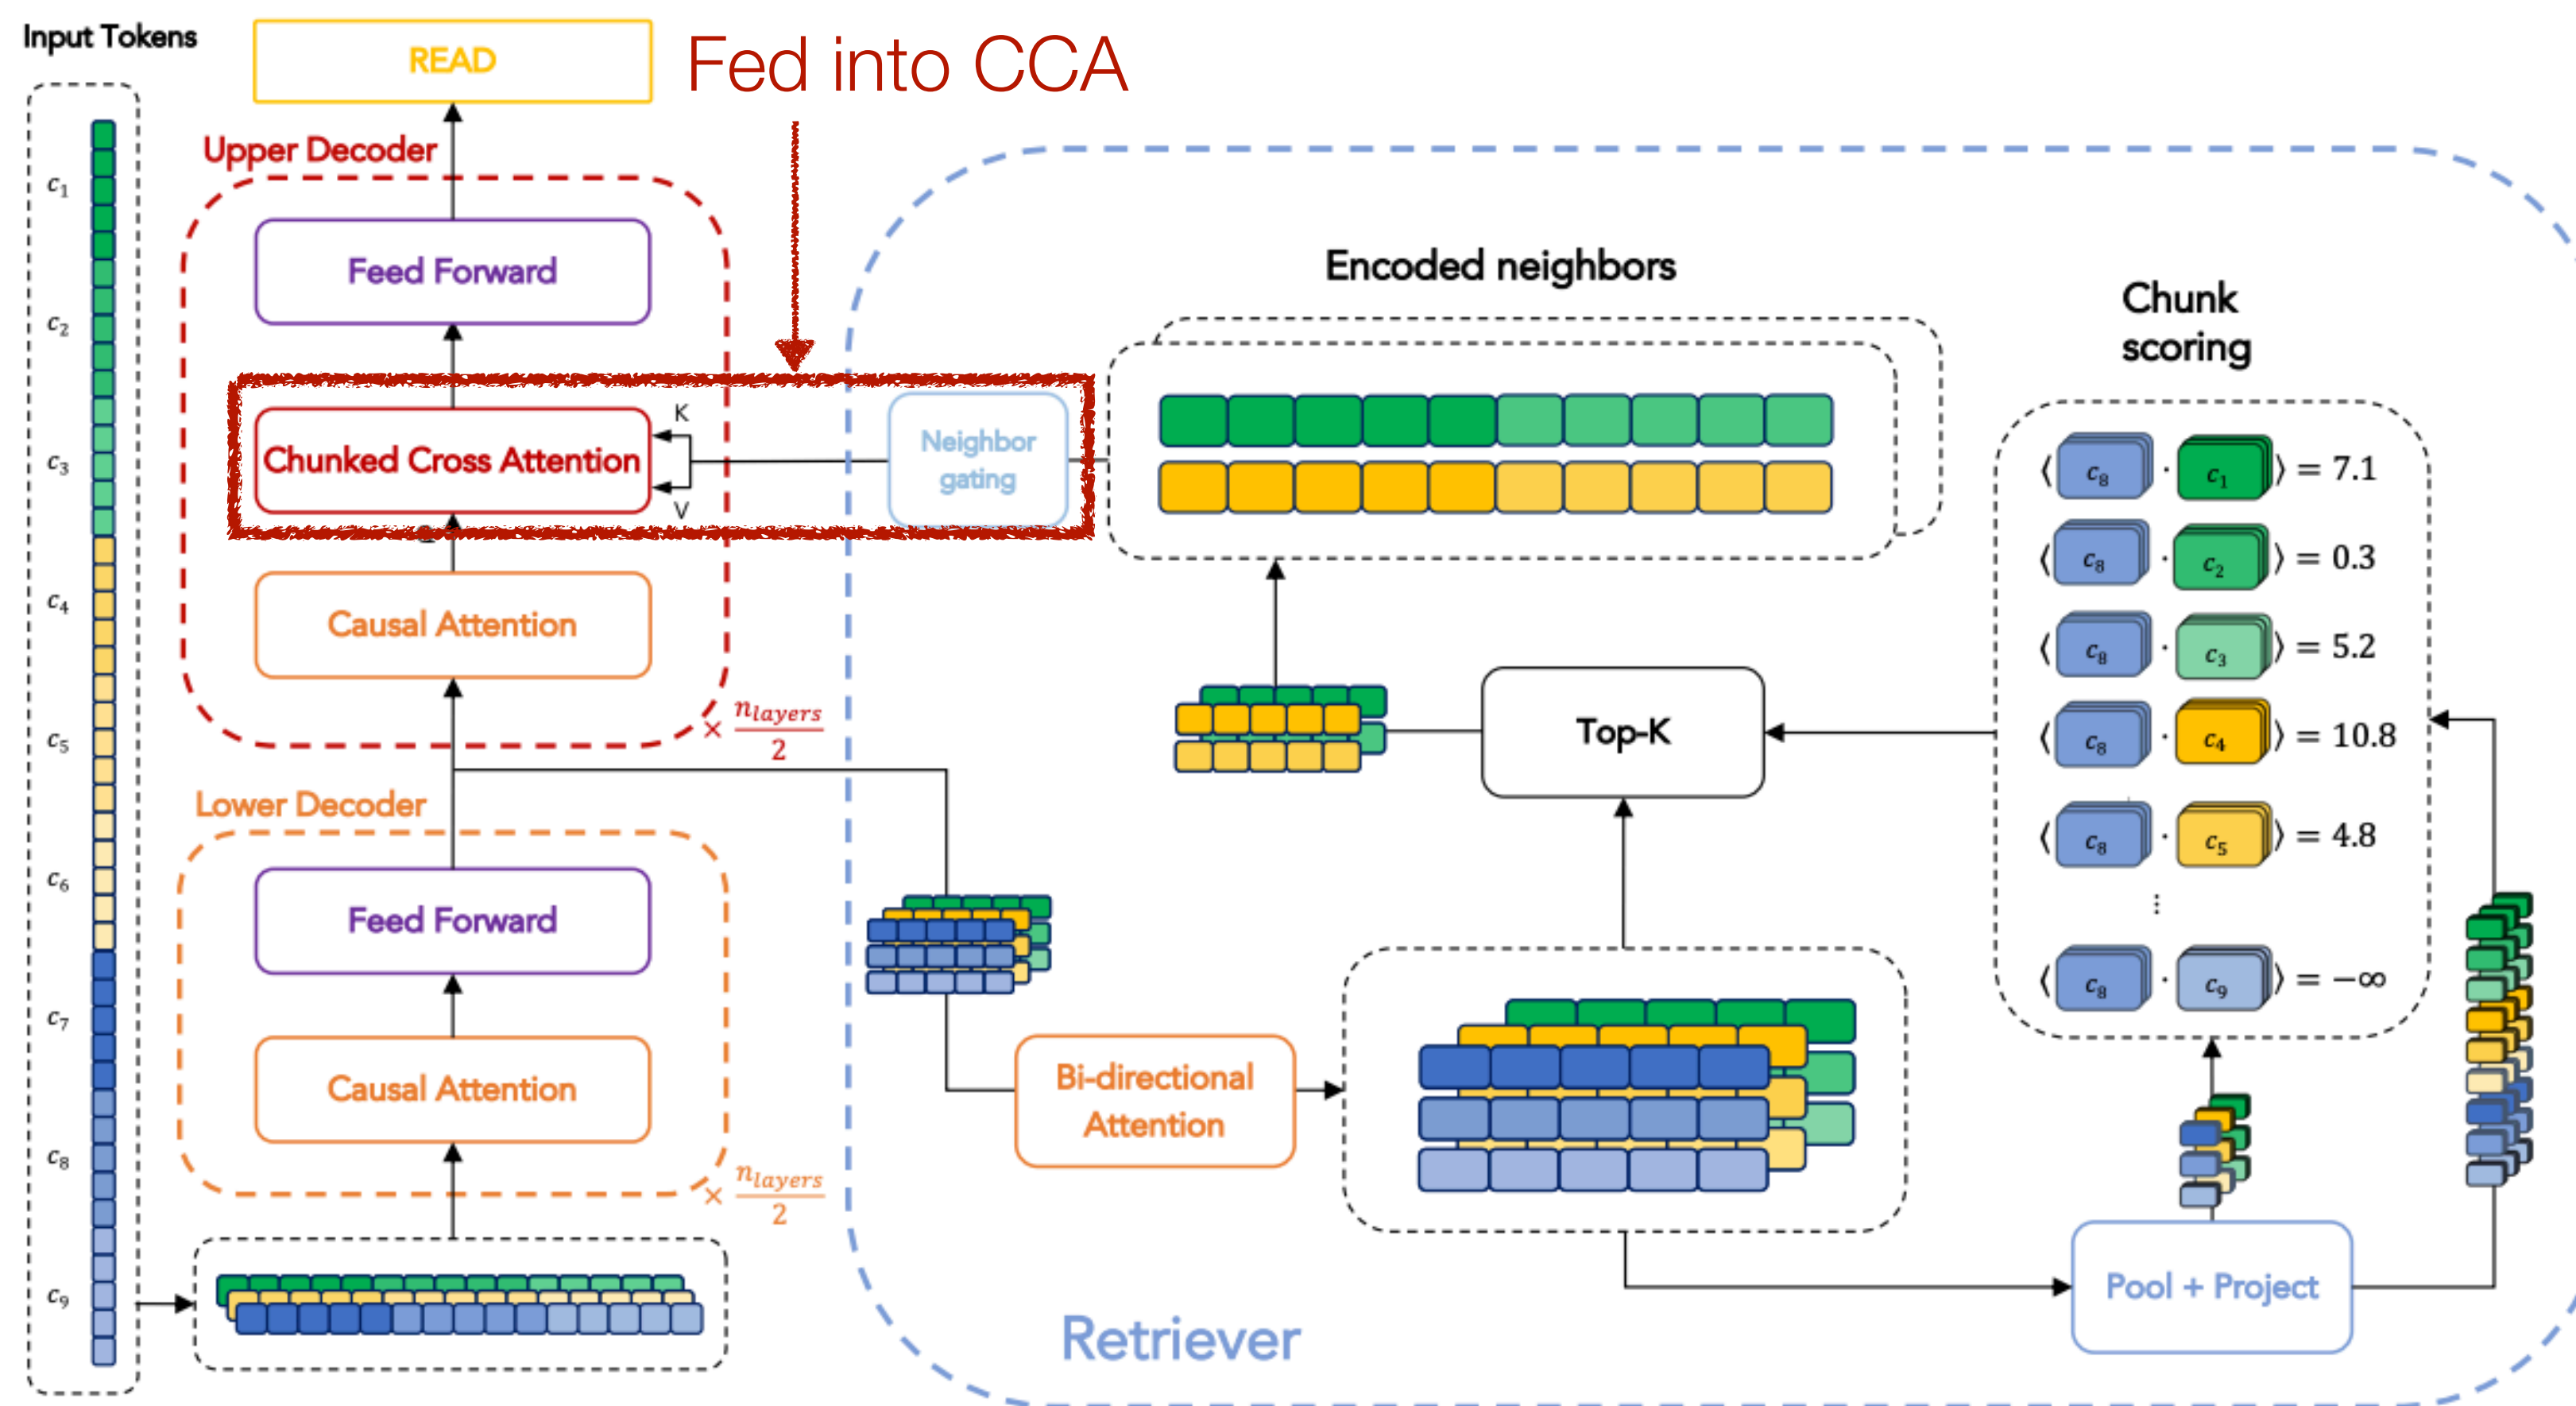 Input Tokens
READ
Fed into CCA
Upper Decoder
Feed Forward
Chunked Cross Attention
K
V
Q
Neighbor
gating
Causal Attention
× n_layers
2
Lower Decoder
Feed Forward
Causal Attention
× n_layers
2
c₁
c₂
c₃
c₄
c₅
c₆
c₇
c₈
c₉
Encoded neighbors
Top-K
Bi-directional
Attention
Retriever
Chunk
scoring
⟨ c₈ · c₁ ⟩ = 7.1
⟨ c₈ · c₂ ⟩ = 0.3
⟨ c₈ · c₃ ⟩ = 5.2
⟨ c₈ · c₄ ⟩ = 10.8
⟨ c₈ · c₅ ⟩ = 4.8
⋮
⟨ c₈ · c₉ ⟩ = −∞
Pool + Project